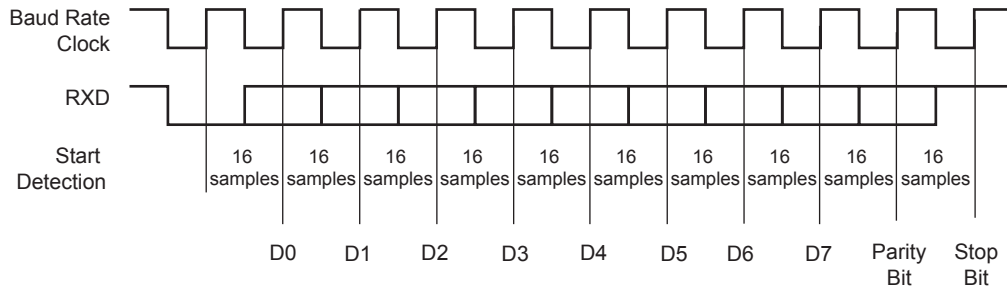 Baud Rate
Clock
RXD
Start
Detection
16 16 16 16 16 16 16 16 16 16
samples samples samples samples samples samples samples samples samples samples
D0 D1 D2 D3 D4 D5 D6 D7 Parity Stop
Bit Bit